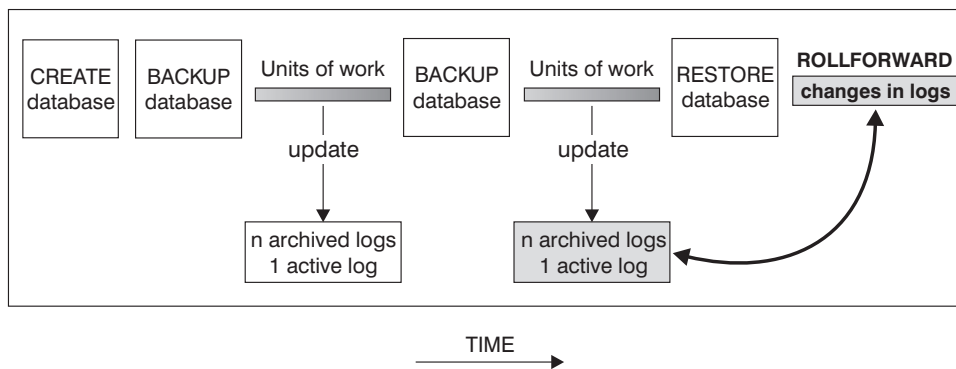 CREATE
database
BACKUP
database
Units of work
update
n archived logs
1 active log
BACKUP
database
Units of work
update
n archived logs
1 active log
RESTORE
database
ROLLFORWARD
changes in logs
TIME